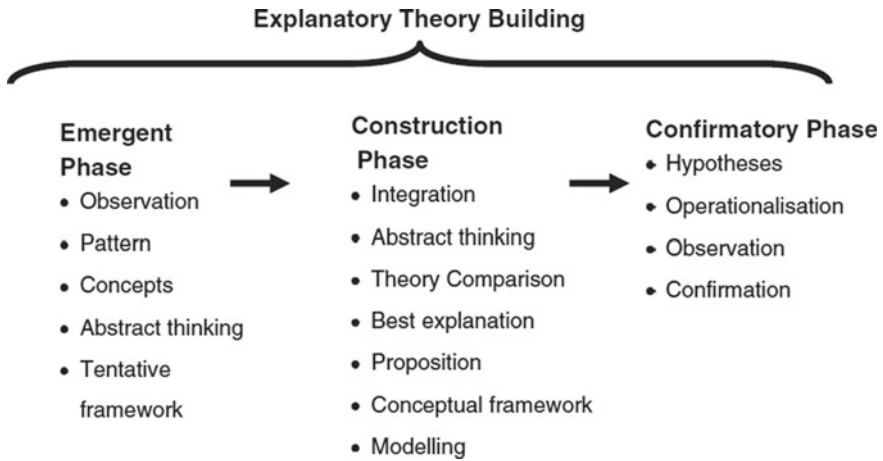 Explanatory Theory Building
Emergent
Phase
• Observation
• Pattern
• Concepts
• Abstract thinking
• Tentative
framework
Construction
Phase
• Integration
• Abstract thinking
• Theory Comparison
• Best explanation
• Proposition
• Conceptual framework
• Modelling
Confirmatory Phase
• Hypotheses
• Operationalisation
• Observation
• Confirmation